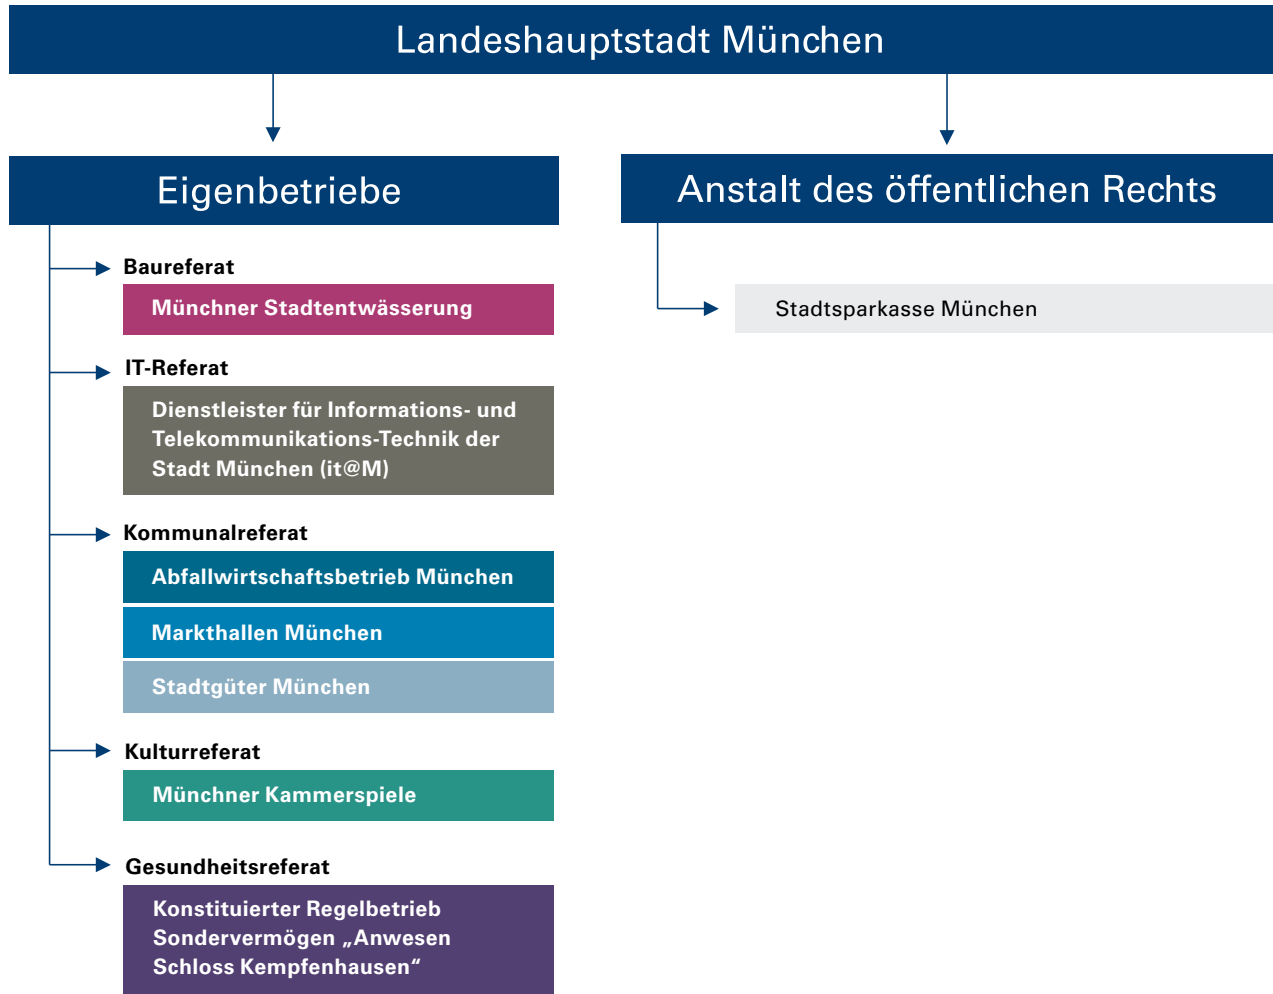 Landeshauptstadt München
Eigenbetriebe
Baureferat
Münchner Stadtentwässerung
IT-Referat
Dienstleister für Informations- und
Telekommunikations-Technik der
Stadt München (it@M)
Kommunalreferat
Abfallwirtschaftsbetrieb München
Markthallen München
Stadtgüter München
Kulturreferat
Münchner Kammerspiele
Gesundheitsreferat
Konstituierter Regelbetrieb
Sondervermögen „Anwesen
Schloss Kempfenhausen“
Anstalt des öffentlichen Rechts
Stadtsparkasse München